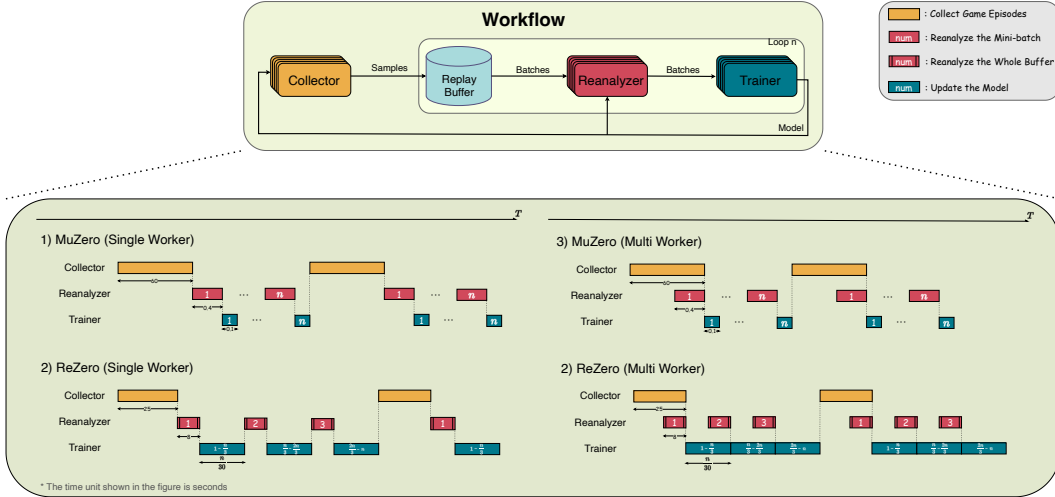 Workflow
Loop n
Collector
Samples
Replay
Buffer
Batches
Reanalyzer
Batches
Trainer
Model
: Collect Game Episodes
num : Reanalyze the Mini-batch
num : Reanalyze the Whole Buffer
num : Update the Model
T
1) MuZero (Single Worker)
Collector
60
Reanalyzer 1 ... n 1 ... n
0.4
Trainer 1 ... n 1 ... n
0.1
2) ReZero (Single Worker)
Collector
25
Reanalyzer 1 2 3 1
8
Trainer
n
30
T
3) MuZero (Multi Worker)
Collector
60
Reanalyzer 1 ... n 1 ... n
0.4
Trainer 1 ... n 1 ... n
0.1
2) ReZero (Multi Worker)
Collector
25
Reanalyzer 1 2 3 1 2 3
8
Trainer
n
30
* The time unit shown in the figure is seconds